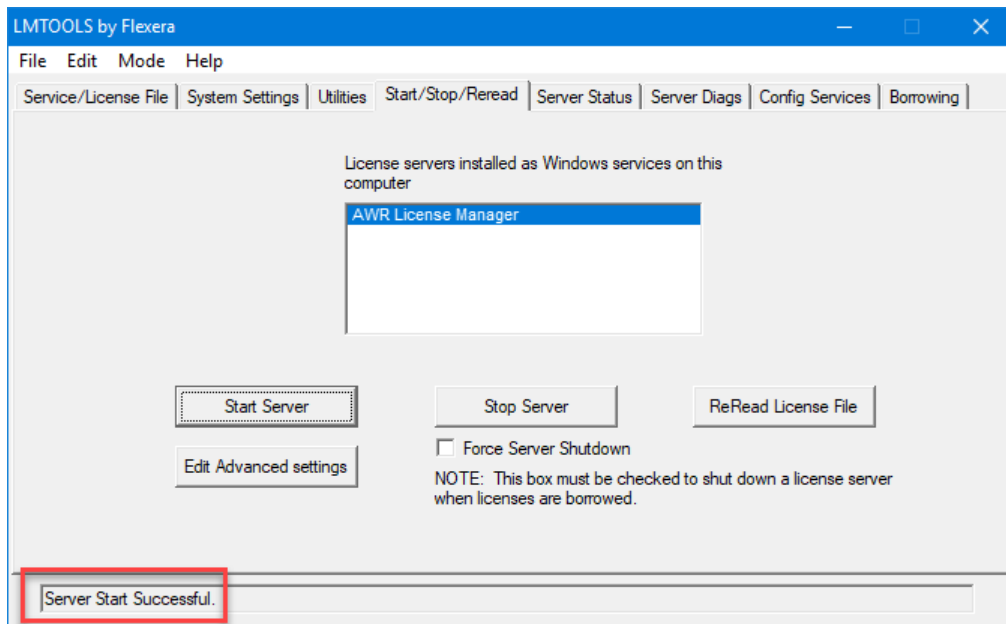 LMTOOLS by Flexera
File Edit Mode Help
Service/License File System Settings Utilities Start/Stop/Reread Server Status Server Diags Config Services Borrowing
License servers installed as Windows services on this
computer
AWR License Manager
Start Server Stop Server ReRead License File
Edit Advanced settings
Force Server Shutdown
NOTE: This box must be checked to shut down a license server
when licenses are borrowed.
Server Start Successful.